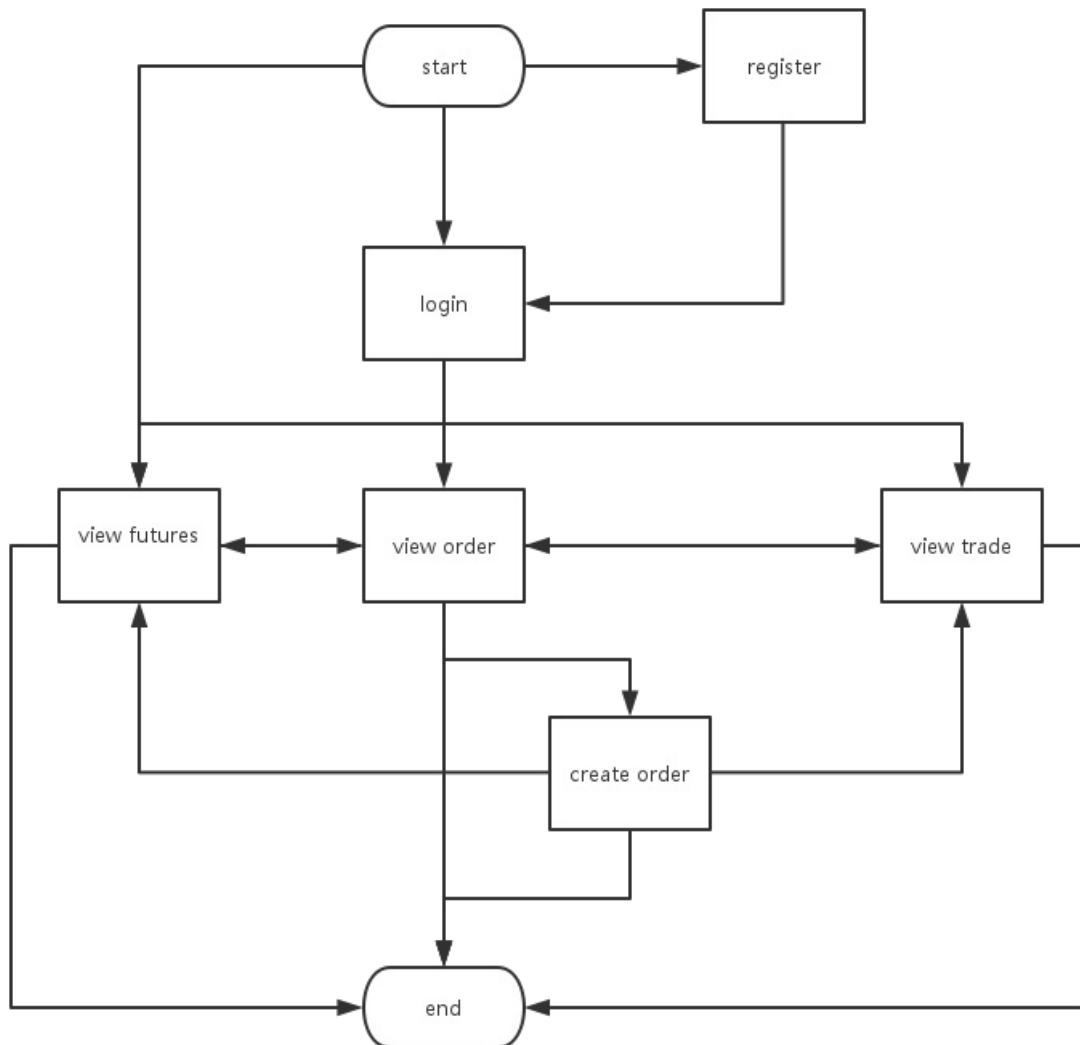 start
register
login
view futures
view order
view trade
create order
end